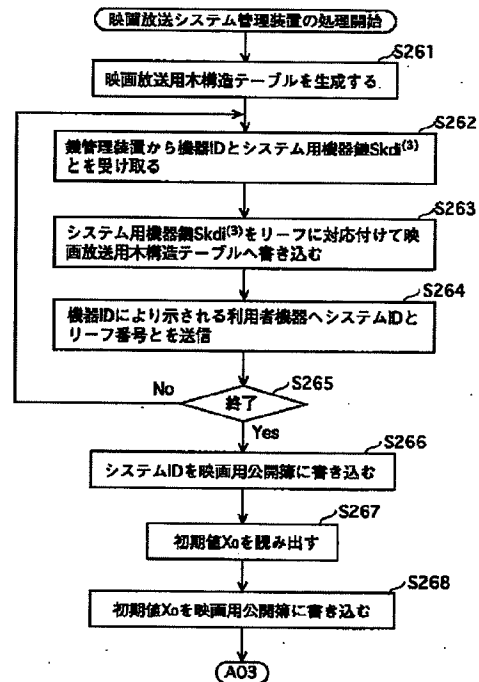 映画放送システム管理装置の処理開始
S261
映画放送用木構造テーブルを生成する
S262
鍵管理装置から機器IDとシステム用機器鍵Skdi(3)
とを受け取る
S263
システム用機器鍵Skdi(3)をリーフに対応付けて映
画放送用木構造テーブルへ書き込む
S264
機器IDにより示される利用者機器へシステムIDと
リーフ番号とを送信
S265
No
終了
Yes
S266
システムIDを映画用公開簿に書き込む
S267
初期値X0を読み出す
S268
初期値X0を映画用公開簿に書き込む
A03